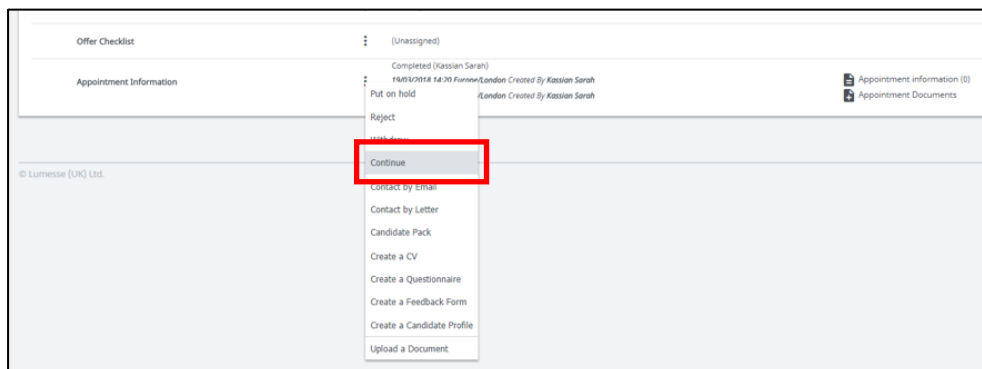 Offer Checklist
(Unassigned)
Completed (Kassian Sarah)
Appointment Information
19/03/2018 14:20 Europe/London Created By Kassian Sarah
/London Created By Kassian Sarah
Appointment information (0)
Appointment Documents
Put on hold
Reject
Withdraw
Continue
Contact by Email
Contact by Letter
Candidate Pack
Create a CV
Create a Questionnaire
Create a Feedback Form
Create a Candidate Profile
Upload a Document
© Lumesse (UK) Ltd.